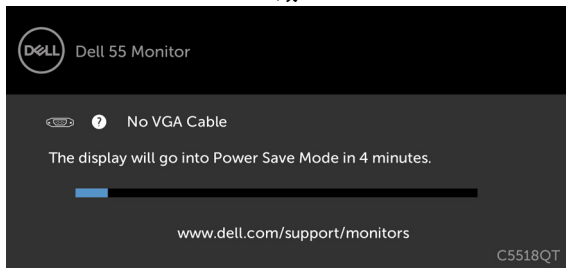 DELL
Dell 55 Monitor
? No VGA Cable
The display will go into Power Save Mode in 4 minutes.
www.dell.com/support/monitors
C5518QT